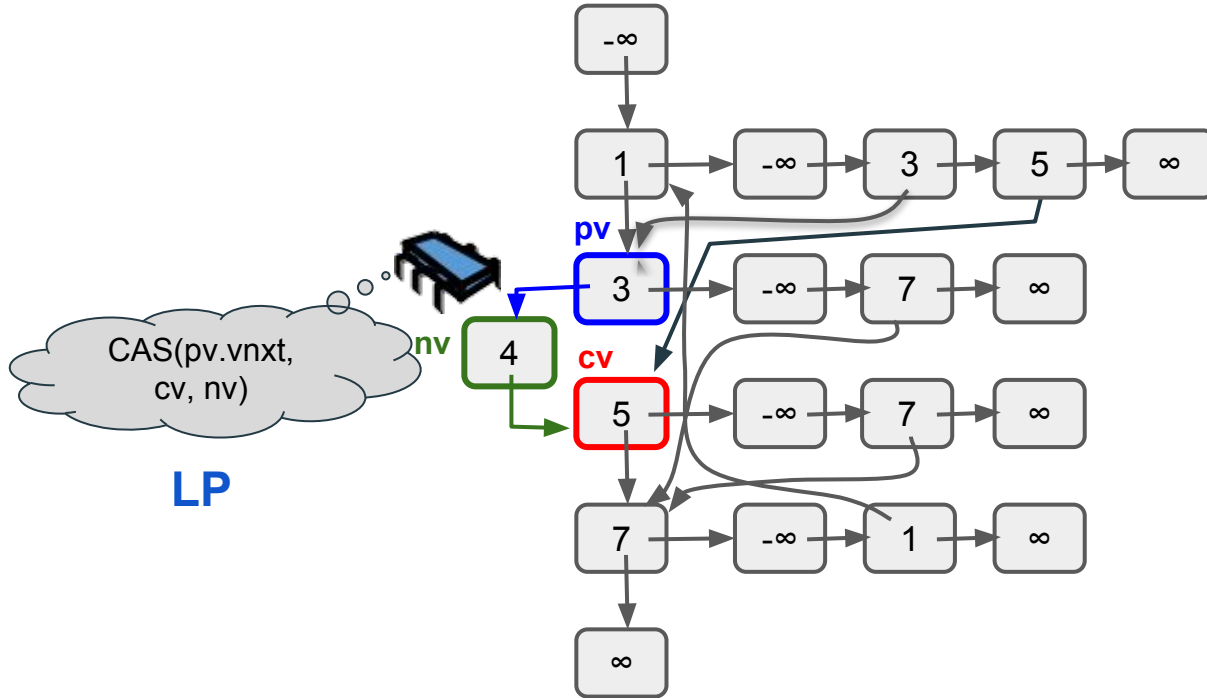 -∞
1 -∞ 3 5 ∞
pv
3 -∞ 7 ∞
nv
4
CAS(pv.vnxt,
cv, nv)
cv
5 -∞ 7 ∞
LP
7 -∞ 1 ∞
∞